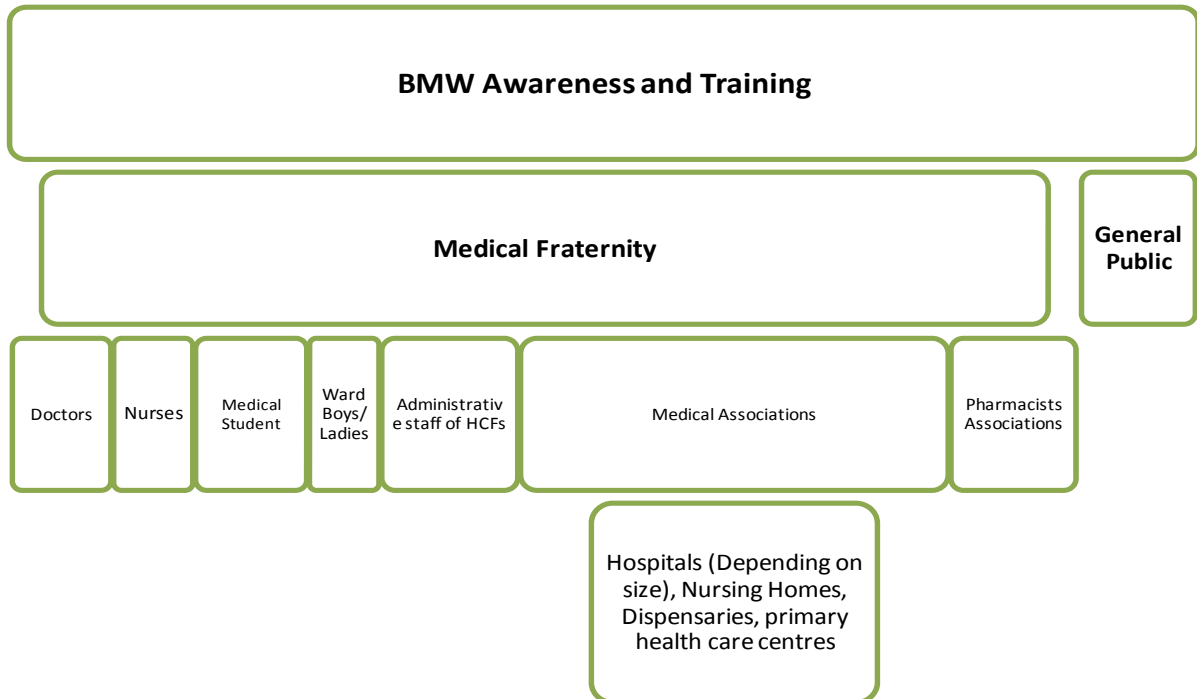 BMW Awareness and Training
Medical Fraternity
General
Public
Doctors
Nurses
Medical
Student
Ward
Boys/
Ladies
Administrativ
e staff of HCFs
Medical Associations
Pharmacists
Associations
Hospitals (Depending on
size), Nursing Homes,
Dispensaries, primary
health care centres